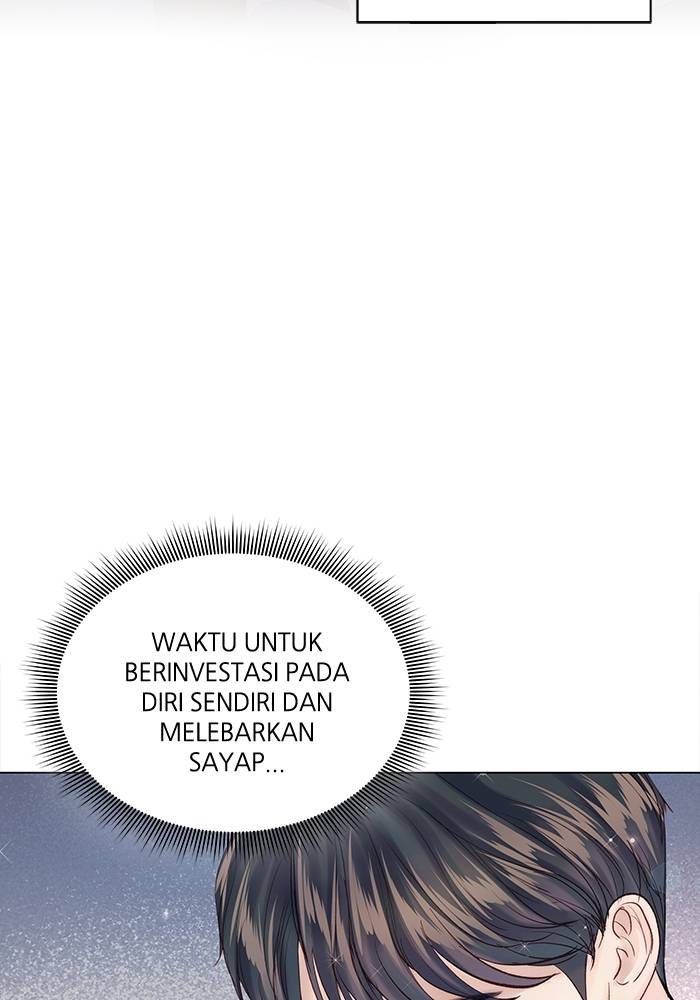 WAKTU UNTUK
BERINVESTASI PADA
DIRI SENDIRI DAN
MELEBARKAN
SAYAP...